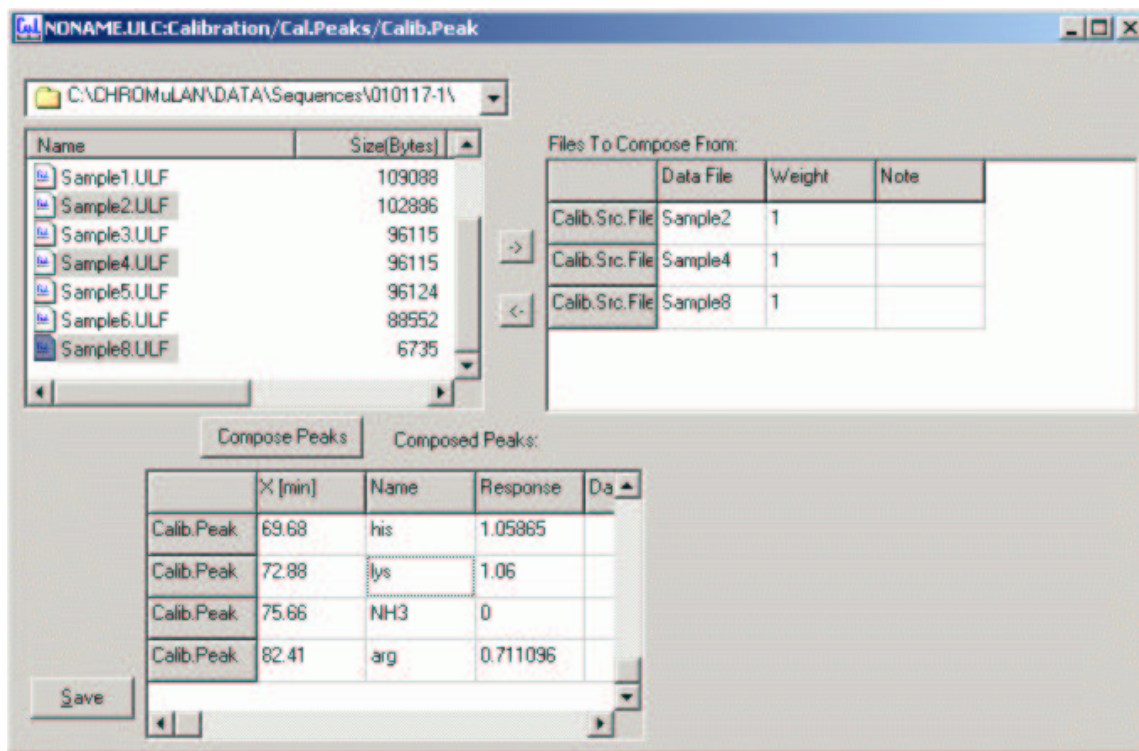 CuL NONAME.ULC:Calibration/Cal.Peaks/Calib.Peak
C:\CHROMuLAN\DATA\Sequences\010117-1\
Name Size(Bytes)
Sample1.ULF 109088
Sample2.ULF 102886
Sample3.ULF 96115
Sample4.ULF 96115
Sample5.ULF 96124
Sample6.ULF 88552
Sample8.ULF 6735
->
<-
Files To Compose From:
Data File Weight Note
Calib.Src.File Sample2 1
Calib.Src.File Sample4 1
Calib.Src.File Sample8 1
Compose Peaks Composed Peaks:
X [min] Name Response Da
Calib.Peak 69.68 his 1.05865
Calib.Peak 72.88 lys 1.06
Calib.Peak 75.66 NH3 0
Calib.Peak 82.41 arg 0.711096
Save